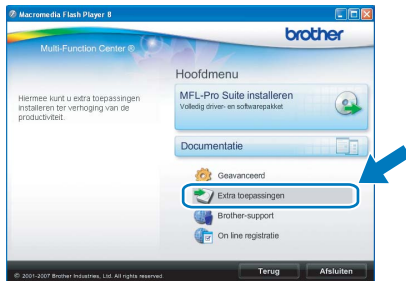 Macromedia Flash Player 8
brother
Multi-Function Center ®
Hoofdmenu
Hiermee kunt u extra toepassingen
installeren ter verhoging van de
productiviteit.
MFL-Pro Suite installeren
Volledig driver- en softwarepakket
Documentatie
Geavanceerd
Extra toepassingen
Brother-support
On line registratie
© 2001-2007 Brother Industries, Ltd. All rights reserved.
Terug
Afsluiten